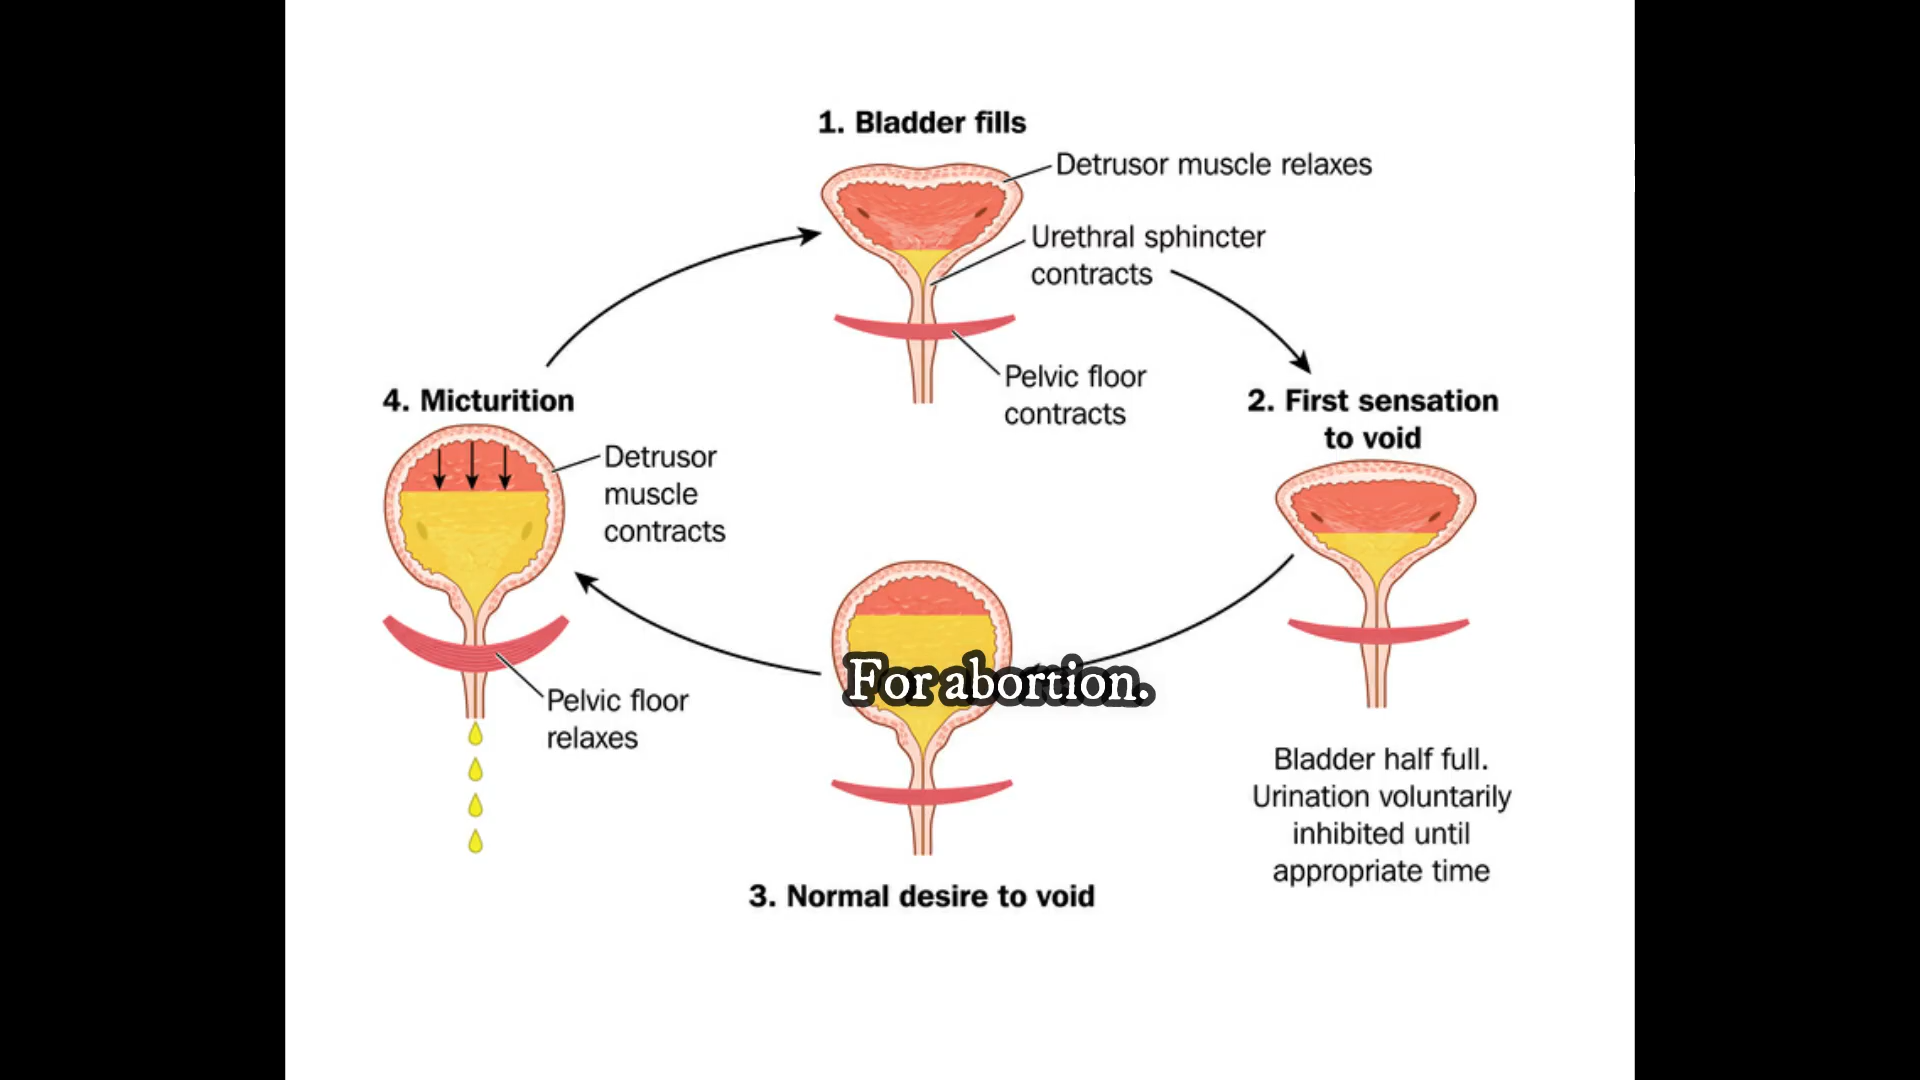 1. Bladder fills
Detrusor muscle relaxes
Urethral sphincter
contracts
Pelvic floor
contracts
2. First sensation
to void
Bladder half full.
Urination voluntarily
inhibited until
appropriate time
3. Normal desire to void
For abortion.
4. Micturition
Detrusor
muscle
contracts
Pelvic floor
relaxes